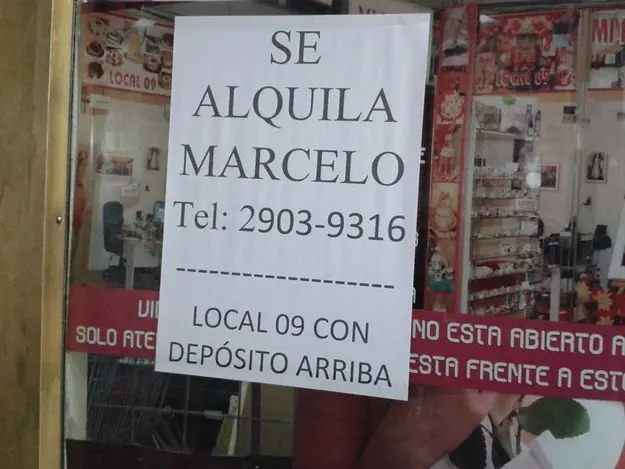 LOCAL 09
LOCAL 09
SE
ALQUILA
MARCELO
Tel: 2903-9316
--------------------
LOCAL 09 CON
DEPÓSITO ARRIBA
SOLO ATE
NO ESTA ABIERTO A
ESTA FRENTE A EST